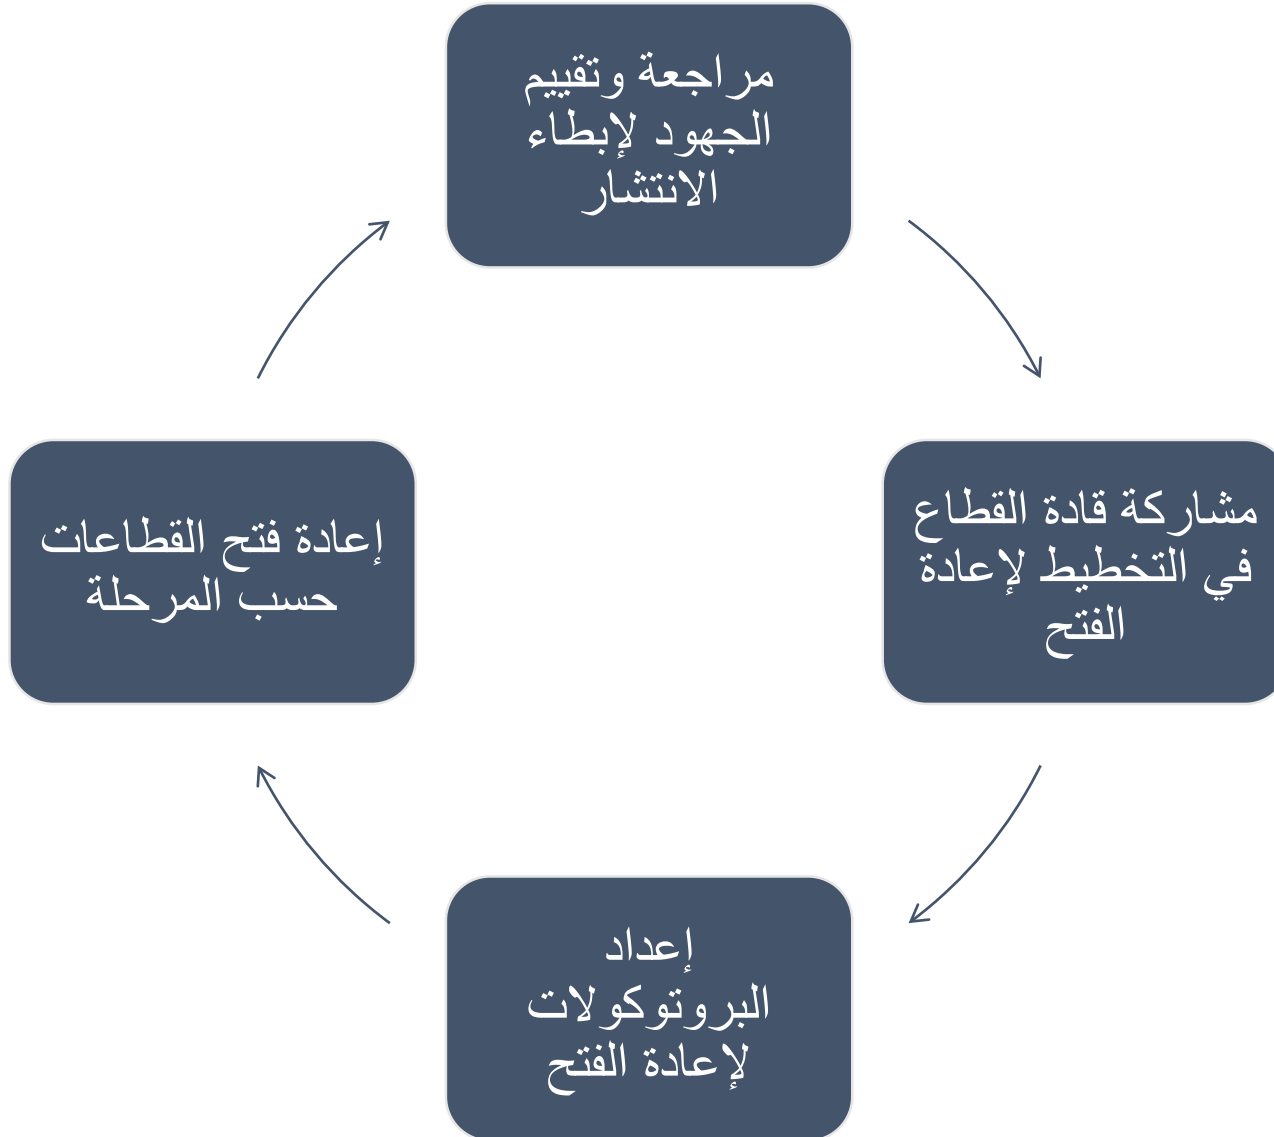 مراجعة وتقييم
الجهود لإبطاء
الانتشار
مشاركة قادة القطاع
في التخطيط لإعادة
الفتح
إعداد
البروتوكولات
لإعادة الفتح
إعادة فتح القطاعات
حسب المرحلة